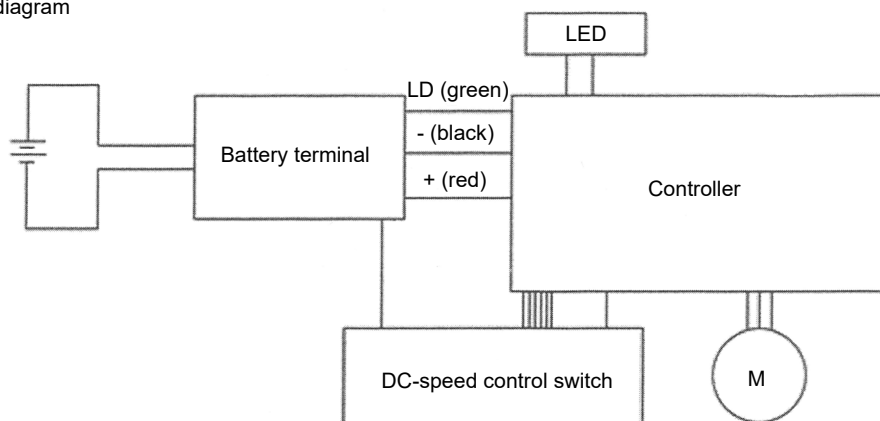 diagram
LED
LD (green)
- (black)
Battery terminal
+ (red)
Controller
DC-speed control switch
M